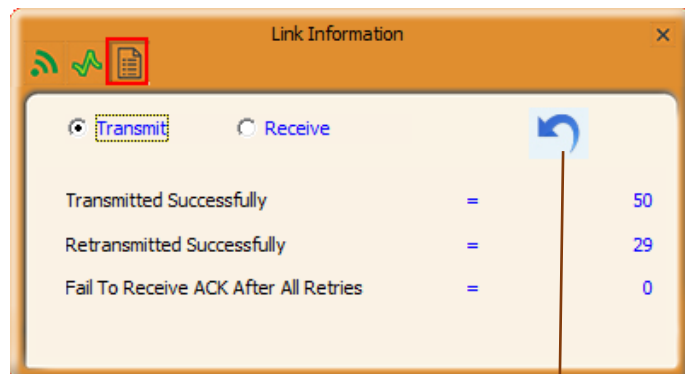 Link Information
Transmit Receive
Transmitted Successfully = 50
Retransmitted Successfully = 29
Fail To Receive ACK After All Retries = 0